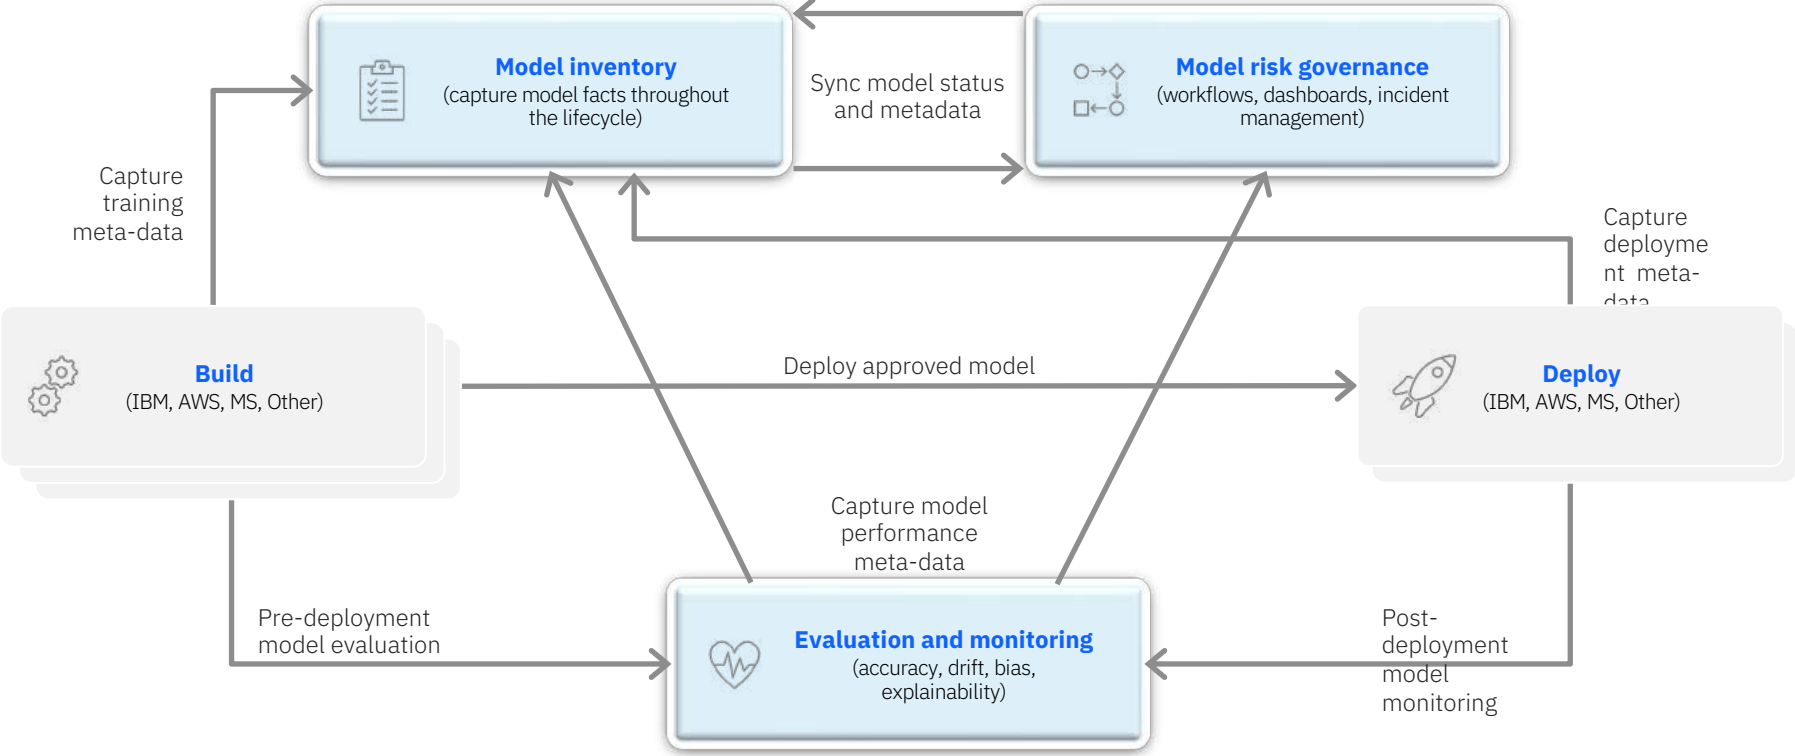 Model inventory
(capture model facts throughout
the lifecycle)
Sync model status
and metadata
Model risk governance
(workflows, dashboards, incident
management)
Capture
training
meta-data
Capture
deployme
nt meta-
data
Build
(IBM, AWS, MS, Other)
Deploy approved model
Deploy
(IBM, AWS, MS, Other)
Capture model
performance
meta-data
Pre-deployment
model evaluation
Evaluation and monitoring
(accuracy, drift, bias,
explainability)
Post-
deployment
model
monitoring